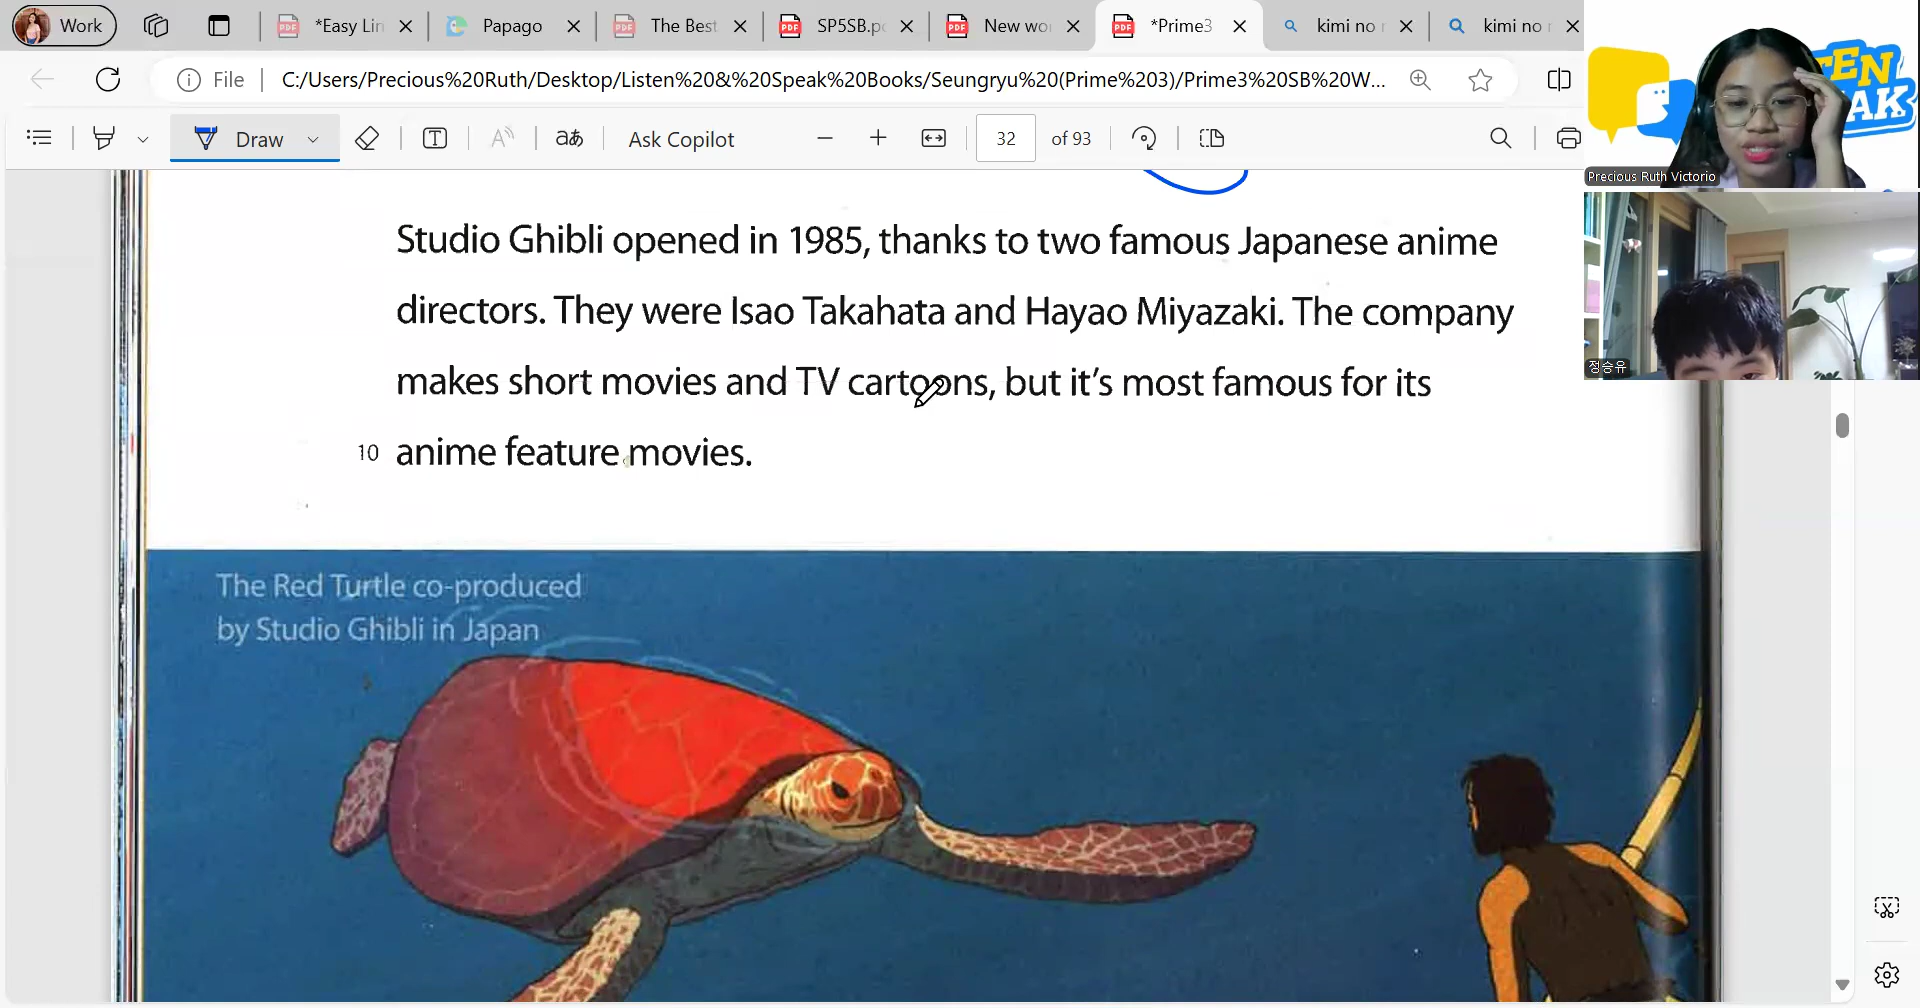 Work
*Easy Lin
Papago
The Best
SP5SB.p
New wo
*Prime3
kimi no
kimi no
File
C:/Users/Precious%20Ruth/Desktop/Listen%20&%20Speak%20Books/Seungryu%20(Prime%203)/Prime3%20SB%20W...
Draw
Ask Copilot
32
of 93
Precious Ruth Victorio
정승유
Studio Ghibli opened in 1985, thanks to two famous Japanese anime
directors. They were Isao Takahata and Hayao Miyazaki. The company
makes short movies and TV cartoons, but it's most famous for its
10 anime feature movies.
The Red Turtle co-produced
by Studio Ghibli in Japan